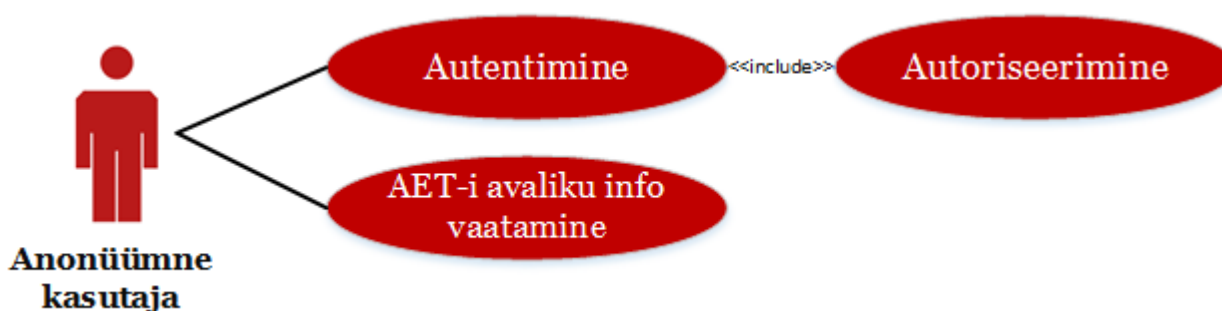 Autentimine
<<include>>
Autoriseerimine
AET-i avaliku info
vaatamine
Anonüümne
kasutaja